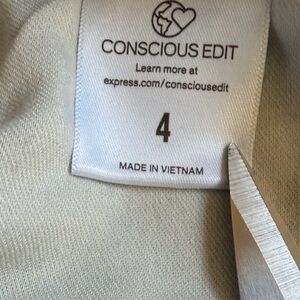 CONSCIOUS EDIT
Learn more at
express.com/consciousedit
4
MADE IN VIETNAM